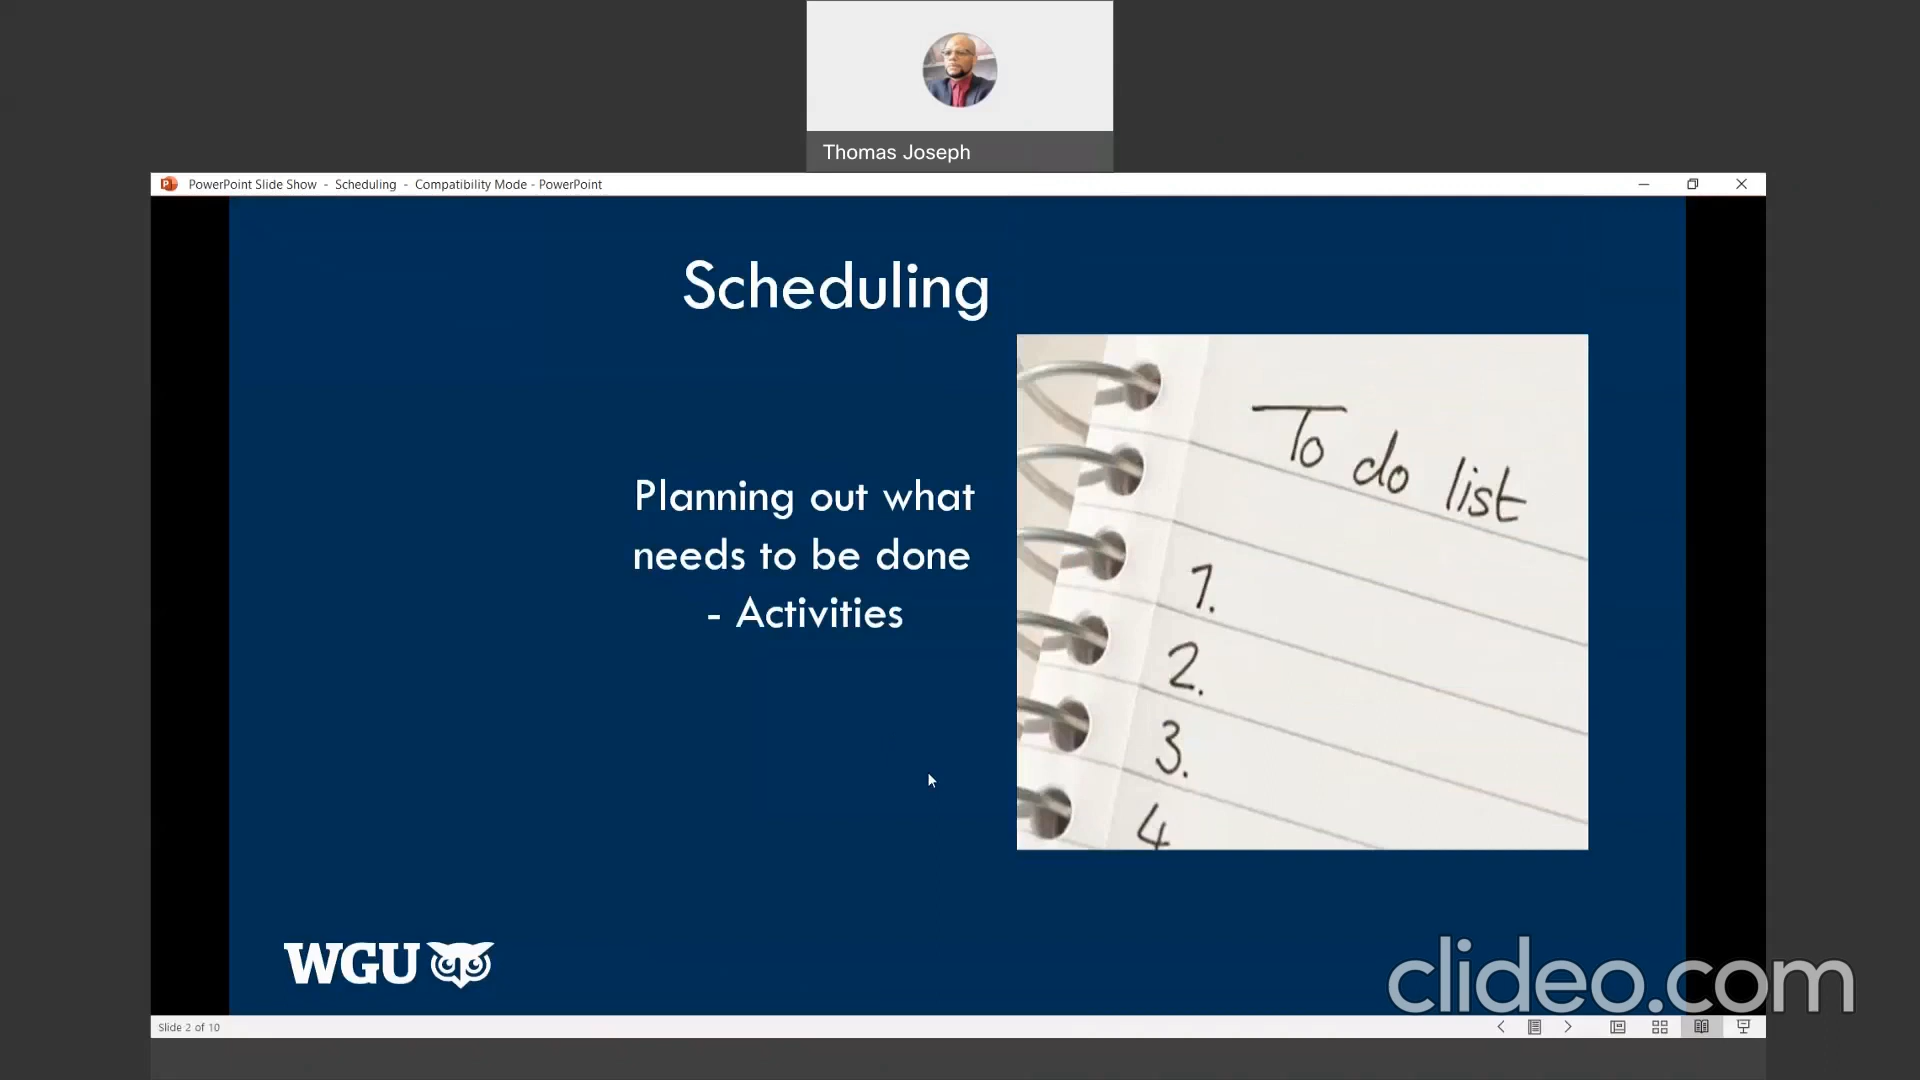 Thomas Joseph
PowerPoint Slide Show - Scheduling - Compatibility Mode - PowerPoint
Scheduling
Planning out what
needs to be done
- Activities
To do list
1.
2.
3.
4
WGU
clideo.com
Slide 2 of 10